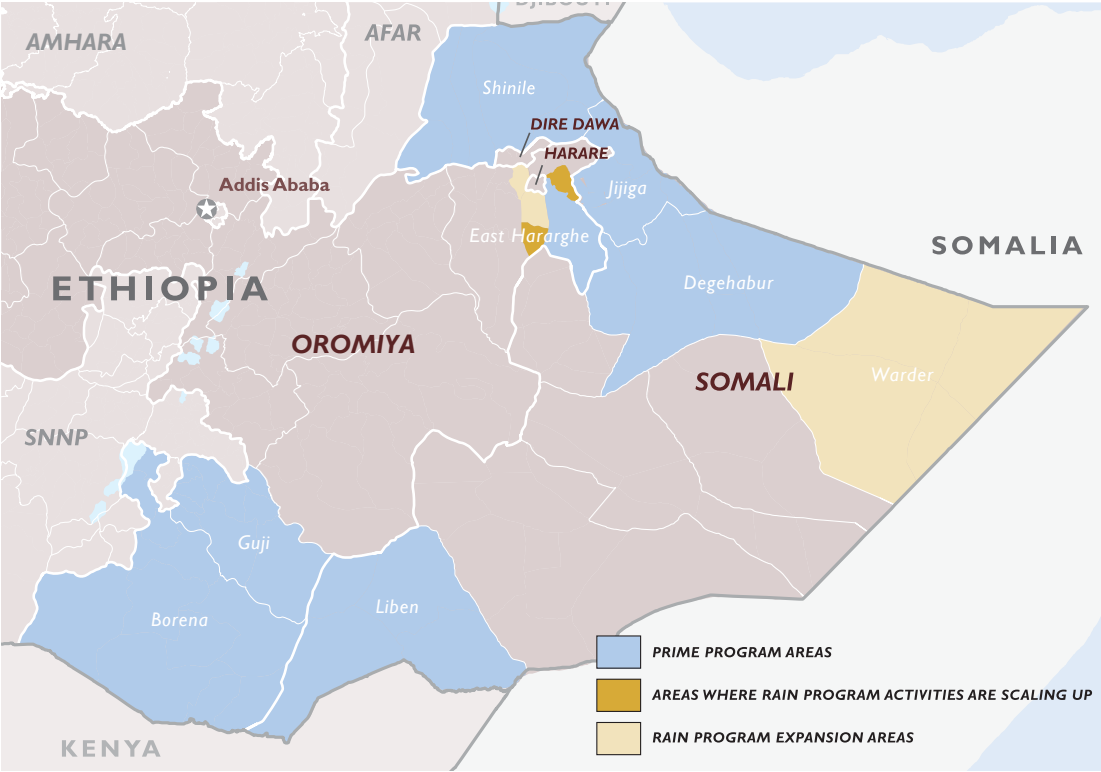 DJIBOUTI
AMHARA
AFAR
Shinile
DIRE DAWA
HARARE
Addis Ababa
Jijiga
East Hararghe
SOMALIA
ETHIOPIA
Degehabur
OROMIYA
SOMALI
Warder
SNNP
Guji
Liben
Borena
PRIME PROGRAM AREAS
AREAS WHERE RAIN PROGRAM ACTIVITIES ARE SCALING UP
RAIN PROGRAM EXPANSION AREAS
KENYA